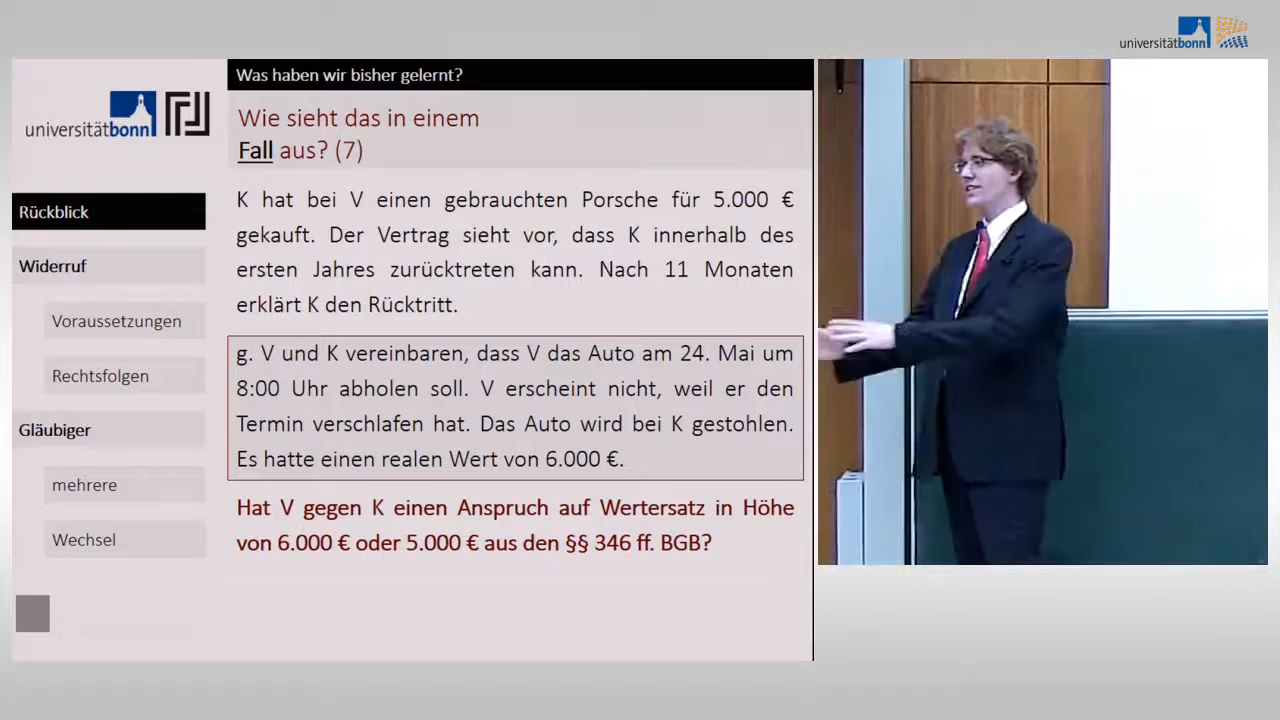 universitätbonn
universitätbonn
Rückblick
Widerruf
Voraussetzungen
Rechtsfolgen
Gläubiger
mehrere
Wechsel
Was haben wir bisher gelernt?
Wie sieht das in einem
Fall aus? (7)
K hat bei V einen gebrauchten Porsche für 5.000 €
gekauft. Der Vertrag sieht vor, dass K innerhalb des
ersten Jahres zurücktreten kann. Nach 11 Monaten
erklärt K den Rücktritt.
g. V und K vereinbaren, dass V das Auto am 24. Mai um
8:00 Uhr abholen soll. V erscheint nicht, weil er den
Termin verschlafen hat. Das Auto wird bei K gestohlen.
Es hatte einen realen Wert von 6.000 €.
Hat V gegen K einen Anspruch auf Wertersatz in Höhe
von 6.000 € oder 5.000 € aus den §§ 346 ff. BGB?